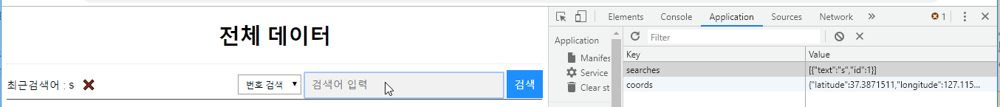 전체 데이터
최근검색어 : s
번호 검색
검색어 입력
검색
Elements Console Application Sources Network 1
Application
Manifes
Service
Clear st
Filter
Key Value
searches [{"text":"s","id":1}]
coords {"latitude":37.3871511,"longitude":127.115...